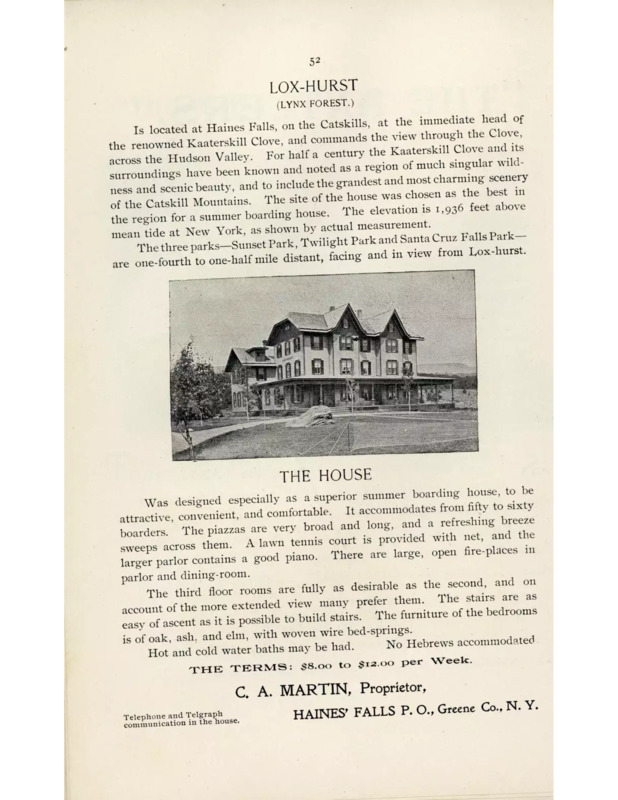 52
LOX-HURST
(LYNX FOREST.)
Is located at Haines Falls, on the Catskills, at the immediate head of
the renowned Kaaterskill Clove, and commands the view through the Clove,
across the Hudson Valley. For half a century the Kaaterskill Clove and its
surroundings have been known and noted as a region of much singular wild-
ness and scenic beauty, and to include the grandest and most charming scenery
of the Catskill Mountains. The site of the house was chosen as the best in
the region for a summer boarding house. The elevation is 1,936 feet above
mean tide at New York, as shown by actual measurement.
The three parks—Sunset Park, Twilight Park and Santa Cruz Falls Park—
are one-fourth to one-half mile distant, facing and in view from Lox-hurst.
THE HOUSE
Was designed especially as a superior summer boarding house, to be
attractive, convenient, and comfortable. It accommodates from fifty to sixty
boarders. The piazzas are very broad and long, and a refreshing breeze
sweeps across them. A lawn tennis court is provided with net, and the
larger parlor contains a good piano. There are large, open fire-places in
parlor and dining-room.
The third floor rooms are fully as desirable as the second, and on
account of the more extended view many prefer them. The stairs are as
easy of ascent as it is possible to build stairs. The furniture of the bedrooms
is of oak, ash, and elm, with woven wire bed-springs.
Hot and cold water baths may be had. No Hebrews accommodated
THE TERMS: $8.00 to $12.00 per Week.
C. A. MARTIN, Proprietor,
Telephone and Telgraph
communication in the house.
HAINES' FALLS P. O., Greene Co., N. Y.